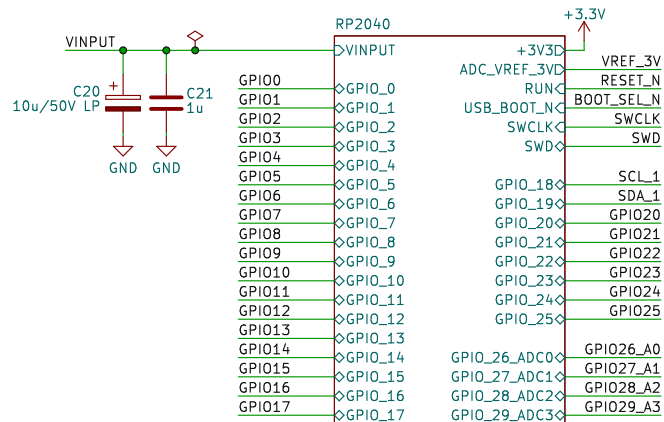 RP2040
+3.3V
VINPUT
VINPUT
+3V3
ADC_VREF_3V
VREF_3V
+
C20
10u/50V LP
C21
1u
GND
GND
GPIO0
GPIO_0
RUN
RESET_N
GPIO1
GPIO_1
USB_BOOT_N
BOOT_SEL_N
GPIO2
GPIO_2
SWCLK
SWCLK
GPIO3
GPIO_3
SWD
SWD
GPIO4
GPIO_4
GPIO5
GPIO_5
GPIO_18
SCL_1
GPIO6
GPIO_6
GPIO_19
SDA_1
GPIO7
GPIO_7
GPIO_20
GPIO20
GPIO8
GPIO_8
GPIO_21
GPIO21
GPIO9
GPIO_9
GPIO_22
GPIO22
GPIO10
GPIO_10
GPIO_23
GPIO23
GPIO11
GPIO_11
GPIO_24
GPIO24
GPIO12
GPIO_12
GPIO_25
GPIO25
GPIO13
GPIO_13
GPIO14
GPIO_14
GPIO_26_ADC0
GPIO26_A0
GPIO15
GPIO_15
GPIO_27_ADC1
GPIO27_A1
GPIO16
GPIO_16
GPIO_28_ADC2
GPIO28_A2
GPIO17
GPIO_17
GPIO_29_ADC3
GPIO29_A3